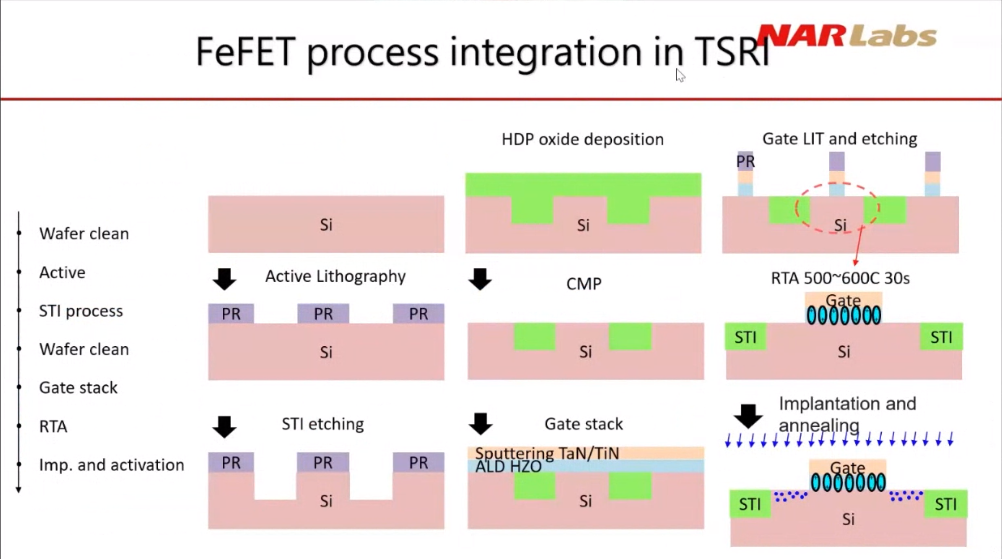 FeFET process integration in TSRI
NAR Labs
Wafer clean
Active
STI process
Wafer clean
Gate stack
RTA
Imp. and activation
Si
Active Lithography
PR PR PR
Si
STI etching
PR PR PR
Si
HDP oxide deposition
Si
CMP
Si
Gate stack
Sputtering TaN/TiN
ALD HZO
Si
Gate LIT and etching
PR
Si
RTA 500~600C 30s
Gate
STI STI
Si
Implantation and
annealing
Gate
STI STI
Si